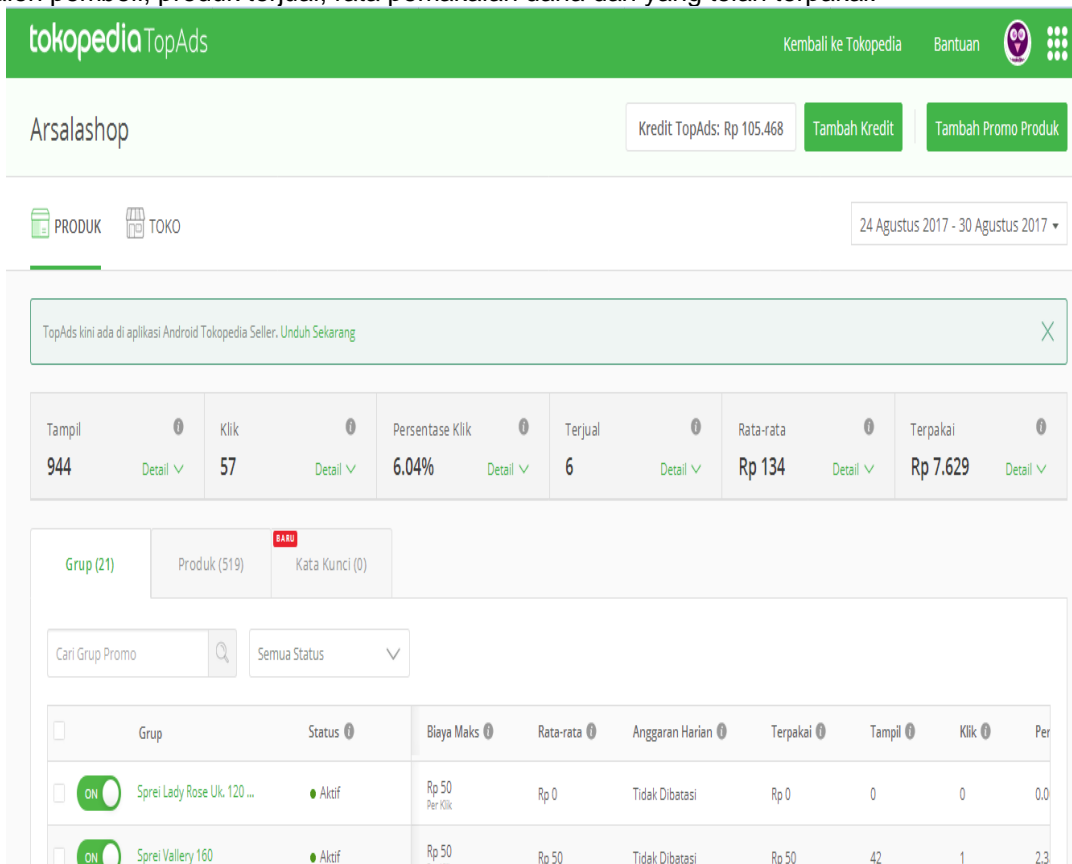 tokopedia TopAds
Kembali ke Tokopedia Bantuan
Arsalashop
Kredit TopAds: Rp 105.468 Tambah Kredit Tambah Promo Produk
PRODUK TOKO
24 Agustus 2017 - 30 Agustus 2017
TopAds kini ada di aplikasi Android Tokopedia Seller. Unduh Sekarang
Tampil Klik Persentase Klik Terjual Rata-rata Terpakai
944 Detail 57 Detail 6.04% Detail 6 Detail Rp 134 Detail Rp 7.629 Detail
BARU
Grup (21) Produk (519) Kata Kunci (0)
Cari Grup Promo Semua Status
Grup Status Biaya Maks Rata-rata Anggaran Harian Terpakai Tampil Klik Per
ON Sprei Lady Rose Uk. 120 ... Aktif Rp 50 Rp 0 Tidak Dibatasi Rp 0 0 0 0.0
Per Klik
ON Sprei Vallery 160 Aktif Rp 50 Rp 50 Tidak Dibatasi Rp 50 42 1 2.3